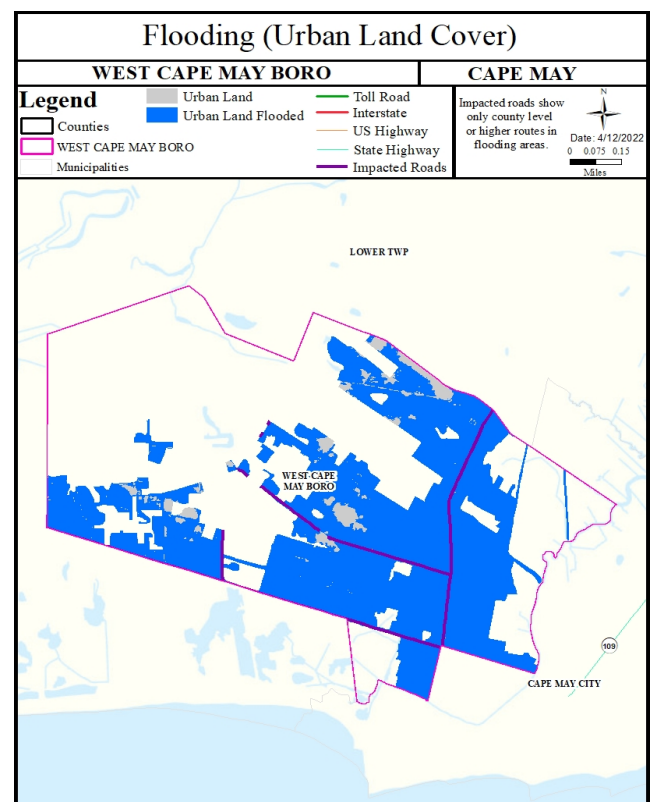 Flooding (Urban Land Cover)
WEST CAPE MAY BORO
CAPE MAY
Legend
Counties
WEST CAPE MAY BORO
Municipalities
Urban Land
Urban Land Flooded
Toll Road
Interstate
US Highway
State Highway
Impacted Roads
Impacted roads show
only county level
or higher routes in
flooding areas.
N
Date: 4/12/2022
0 0.075 0.15
Miles
LOWER TWP
WEST CAPE
MAY BORO
109
CAPE MAY CITY